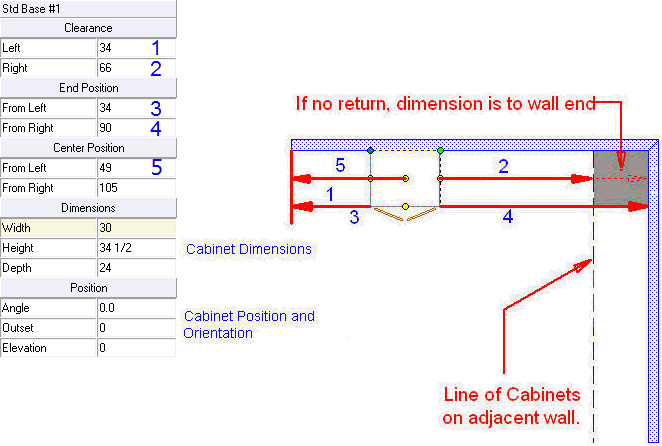 Std Base #1
Clearance
Left 34 1
Right 66 2
End Position
From Left 34 3
From Right 90 4
Center Position
From Left 49 5
From Right 105
Dimensions
Width 30
Height 34 1/2
Depth 24
Position
Angle 0.0
Outset 0
Elevation 0
Cabinet Dimensions
Cabinet Position and
Orientation
If no return, dimension is to wall end
5 2
1
3 4
Line of Cabinets
on adjacent wall.